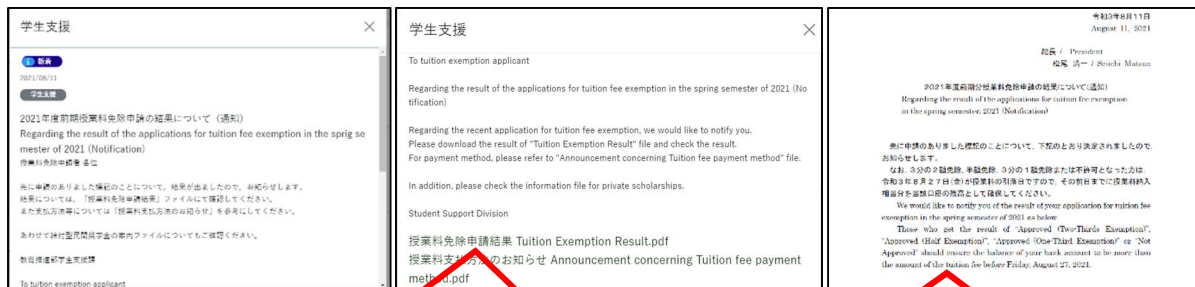 学生支援
新着
2021/08/11
学生支援
2021年度前期授業料免除申請の結果について（通知）
Regarding the result of the applications for tuition fee exemption in the sprig se
mester of 2021 (Notification)
授業料免除申請者 各位
先に申請のありました標記のことについて、結果が出ましたので、お知らせします。
結果については、「授業料免除申請結果」ファイルにて確認してください。
また支払方法等については「授業料支払方法のお知らせ」を参考にしてください。
あわせて給付型民間奨学金の案内ファイルについてもご確認ください。
教育推進部学生支援課
To tuition exemption applicant
学生支援
To tuition exemption applicant
Regarding the result of the applications for tuition fee exemption in the spring semester of 2021 (No
tification)
Regarding the recent application for tuition fee exemption, we would like to notify you.
Please download the result of "Tuition Exemption Result" file and check the result.
For payment method, please refer to "Announcement concerning Tuition fee payment method" file.
In addition, please check the information file for private scholarships.
Student Support Division
授業料免除申請結果 Tuition Exemption Result.pdf
授業料支払方法のお知らせ Announcement concerning Tuition fee payment
method.pdf
令和3年8月11日
August 11, 2021
総長 / President
松尾 清一 / Seiichi Matsuo
2021年度前期分授業料免除申請の結果について(通知)
Regarding the result of the applications for tuition fee exemption
in the spring semester, 2021 (Notification)
先に申請のありました標記のことについて、下記のとおり決定されましたので、
お知らせします。
なお、3分の2額免除、半額免除、3分の1額免除または不許可となった方は、
令和3年8月27日(金)が授業料の引落日ですので、その前日までに授業料納入
相当分を当該口座の残高として確保してください。
We would like to notify you of the result of your application for tuition fee
exemption in the spring semester of 2021 as below.
Those who get the result of "Approved (Two-Thirds Exemption)",
"Approved (Half Exemption)", "Approved (One-Third Exemption)" or "Not
Approved" should ensure the balance of your bank account to be more than
the amount of the tuition fee before Friday, August 27, 2021.